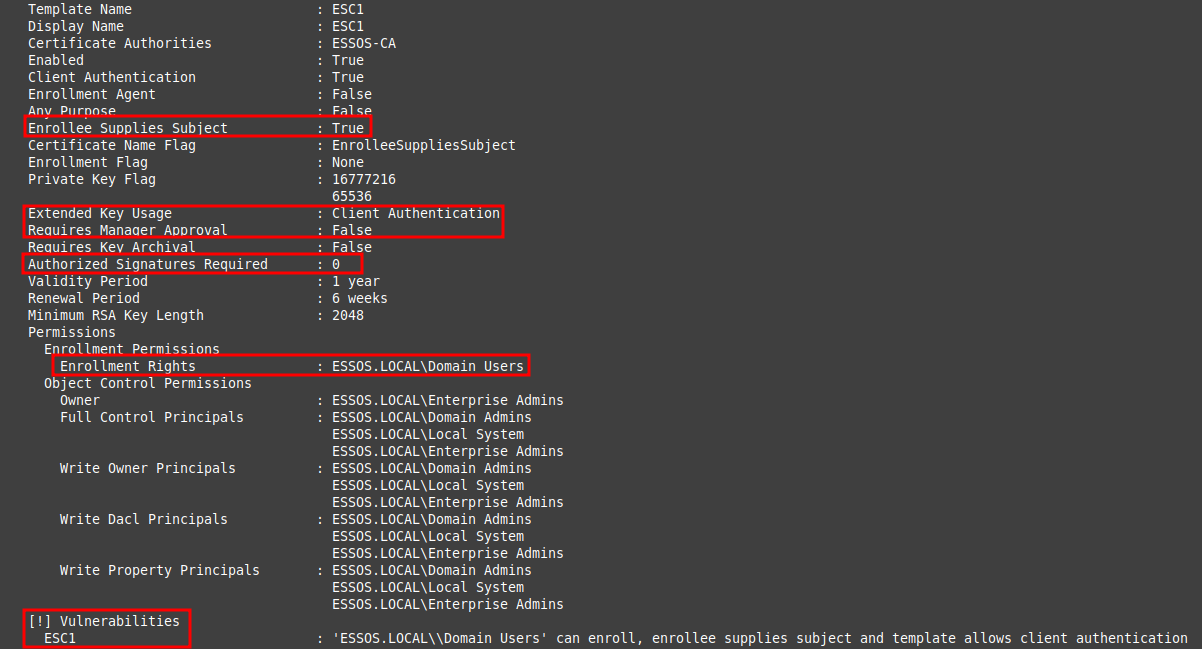 Template Name : ESC1
Display Name : ESC1
Certificate Authorities : ESSOS-CA
Enabled : True
Client Authentication : True
Enrollment Agent : False
Any Purpose : False
Enrollee Supplies Subject : True
Certificate Name Flag : EnrolleeSuppliesSubject
Enrollment Flag : None
Private Key Flag : 16777216
65536
Extended Key Usage : Client Authentication
Requires Manager Approval : False
Requires Key Archival : False
Authorized Signatures Required : 0
Validity Period : 1 year
Renewal Period : 6 weeks
Minimum RSA Key Length : 2048
Permissions
Enrollment Permissions
Enrollment Rights : ESSOS.LOCAL\Domain Users
Object Control Permissions
Owner : ESSOS.LOCAL\Enterprise Admins
Full Control Principals : ESSOS.LOCAL\Domain Admins
ESSOS.LOCAL\Local System
ESSOS.LOCAL\Enterprise Admins
Write Owner Principals : ESSOS.LOCAL\Domain Admins
ESSOS.LOCAL\Local System
ESSOS.LOCAL\Enterprise Admins
Write Dacl Principals : ESSOS.LOCAL\Domain Admins
ESSOS.LOCAL\Local System
ESSOS.LOCAL\Enterprise Admins
Write Property Principals : ESSOS.LOCAL\Domain Admins
ESSOS.LOCAL\Local System
ESSOS.LOCAL\Enterprise Admins
[!] Vulnerabilities
ESC1 : 'ESSOS.LOCAL\\Domain Users' can enroll, enrollee supplies subject and template allows client authentication